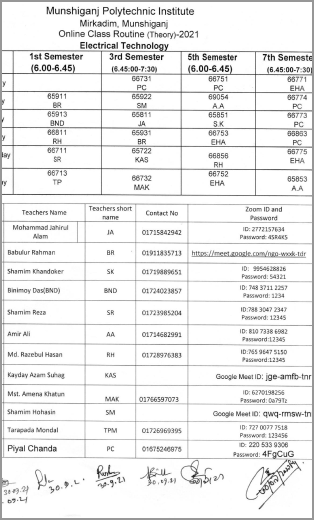 Munshiganj Polytechnic Institute
Mirkadim, Munshiganj
Online Class Routine (Theory)-2021
Electrical Technology
1st Semester 3rd Semester 5th Semester 7th Semeste
(6.00-6.45) (6.45:00-7:30) (6.00-6.45) (6.45:00-7:30)
y 66731 66751 66771
PC PC EHA
65911 65922 69054 66774
BR SM A.A PC
65913 65811 65851 66773
BND JA S.K PC
66811 65931 66753 66863
RH BR EHA PC
day 66711 65722 66856 66775
SR KAS RH EHA
ay 66713 66732 66752 65853
TP MAK EHA A.A
Teachers Name Teachers short name Contact No Zoom ID and Password
Mohammad Jahirul Alam JA 01715842942 ID: 2772157634
Password: 4SR4KS
Babulur Rahman BR 01911835713 https://meet.google.com/ngo-wxxk-tdr
Shamim Khandoker SK 01719889651 ID: 9954628826
Password: 54321
Binimoy Das(BND) BND 01724023857 ID: 748 3711 2257
Password: 1234
Shamim Reza SR 01723985204 ID: 788 3047 2347
Password: 12345
Amir Ali AA 01714682991 ID: 810 7338 6982
Password: 12345
Md. Razebul Hasan RH 01728976383 ID:765 9647 5150
Password: 12345
Kayday Azam Suhag KAS Google Meet ID: jge-amfb-tnr
Mst. Amena Khatun MAK 01766597073 ID: 6270198256
Password: 0a79Tz
Shamim Hohasin SM Google Meet ID: qwq-rmsw-tn
Tarapada Mondal TPM 01726969395 ID: 727 0077 7518
Password: 123456
Piyal Chanda PC 01675246975 ID: 220 533 9306
Password: 4FgCuG
30.09.21 30.9.21 30.9.21 30.09.21